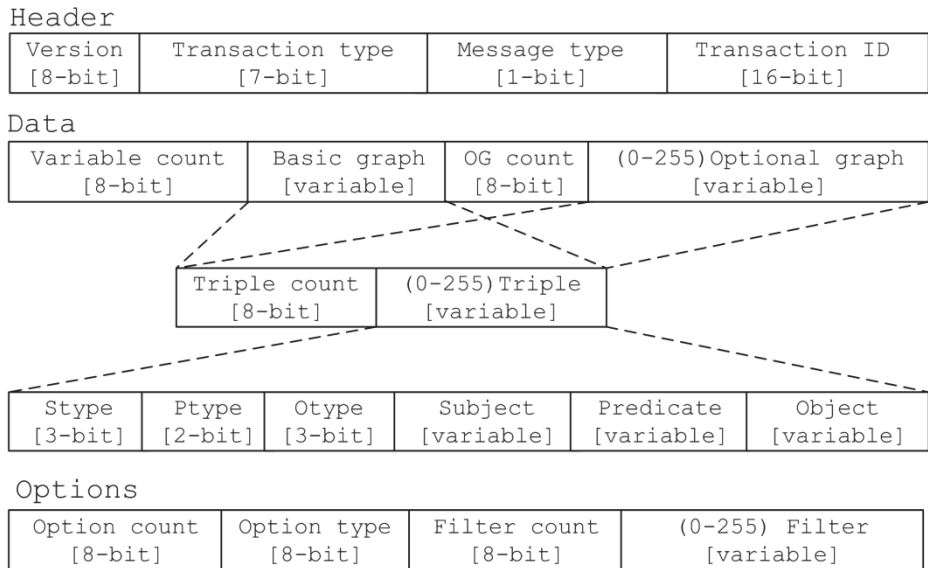 Header
Version Transaction type Message type Transaction ID
[8-bit] [7-bit] [1-bit] [16-bit]
Data
Variable count Basic graph OG count (0-255)Optional graph
[8-bit] [variable] [8-bit] [variable]
Triple count (0-255)Triple
[8-bit] [variable]
Stype Ptype Otype Subject Predicate Object
[3-bit] [2-bit] [3-bit] [variable] [variable] [variable]
Options
Option count Option type Filter count (0-255) Filter
[8-bit] [8-bit] [8-bit] [variable]